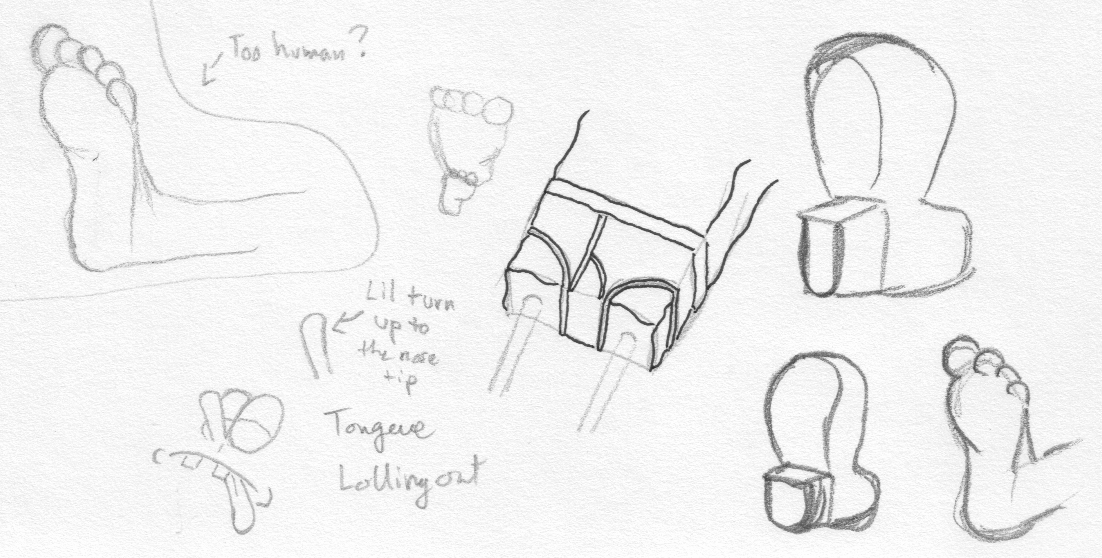 Too human?
Lil turn
up to
the nose
tip
Tongue
Lolling out